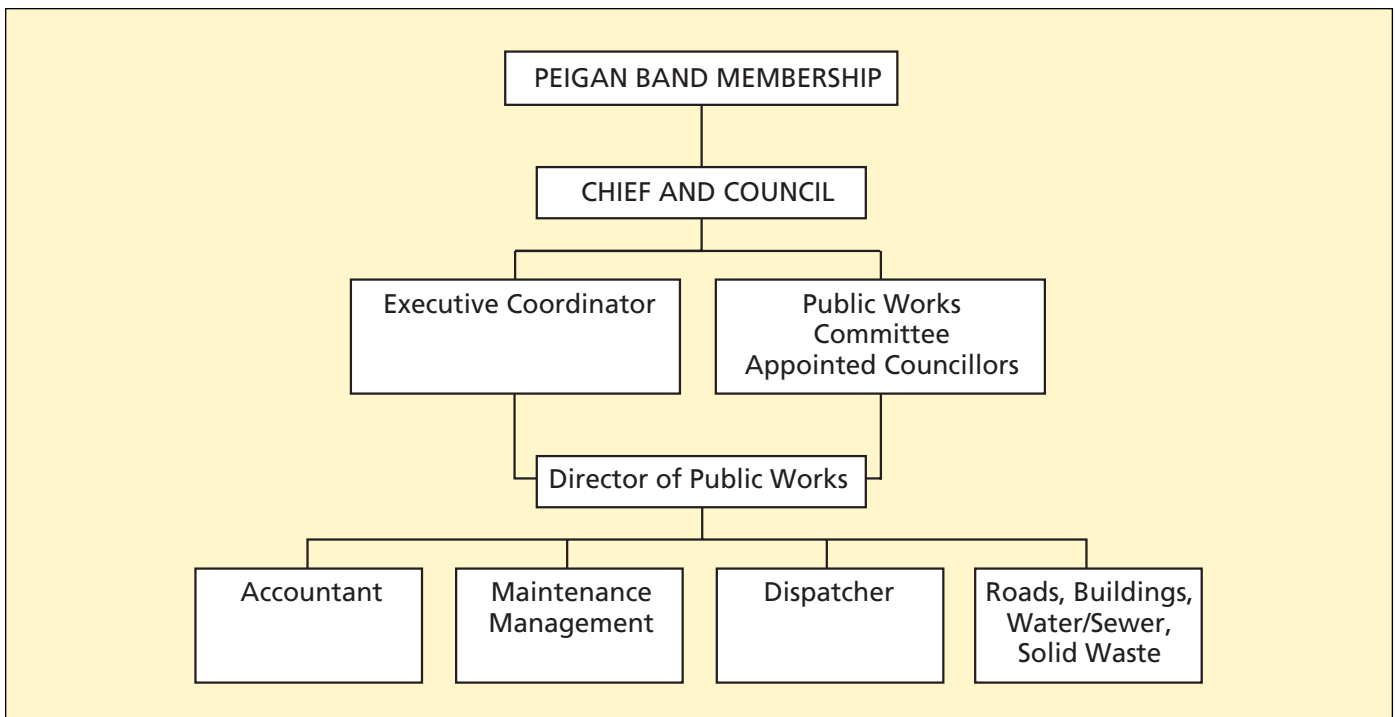 PEIGAN BAND MEMBERSHIP
CHIEF AND COUNCIL
Executive Coordinator
Public Works
Committee
Appointed Councillors
Director of Public Works
Accountant
Maintenance
Management
Dispatcher
Roads, Buildings,
Water/Sewer,
Solid Waste